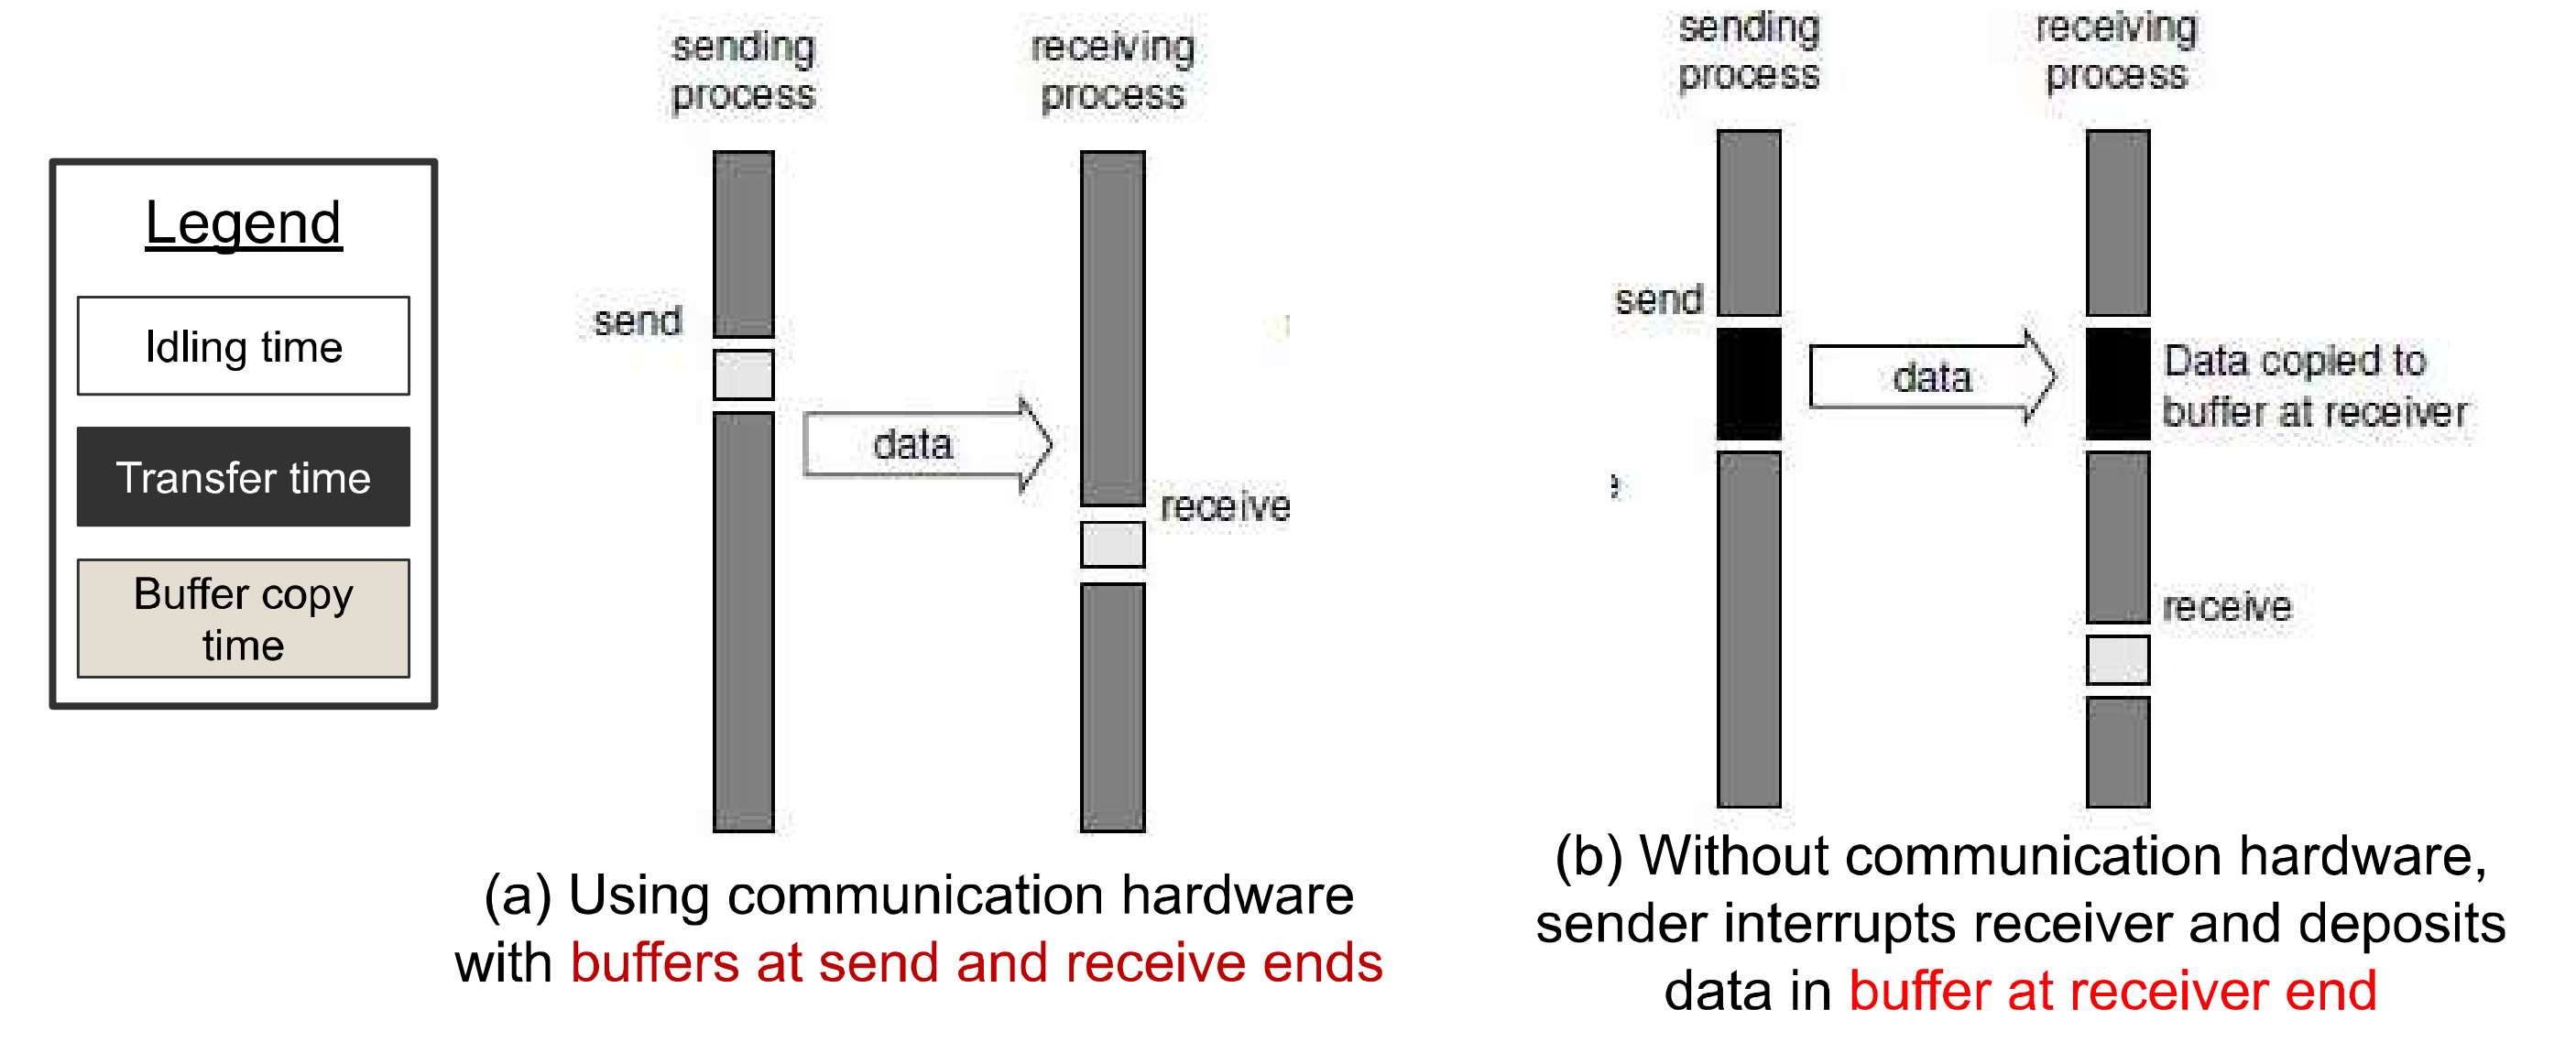 Legend
Idling time
Transfer time
Buffer copy
time
sending
process
receiving
process
send
data
receive
(a) Using communication hardware
with buffers at send and receive ends
sending
process
receiving
process
send
data
Data copied to
buffer at receiver
receive
(b) Without communication hardware,
sender interrupts receiver and deposits
data in buffer at receiver end